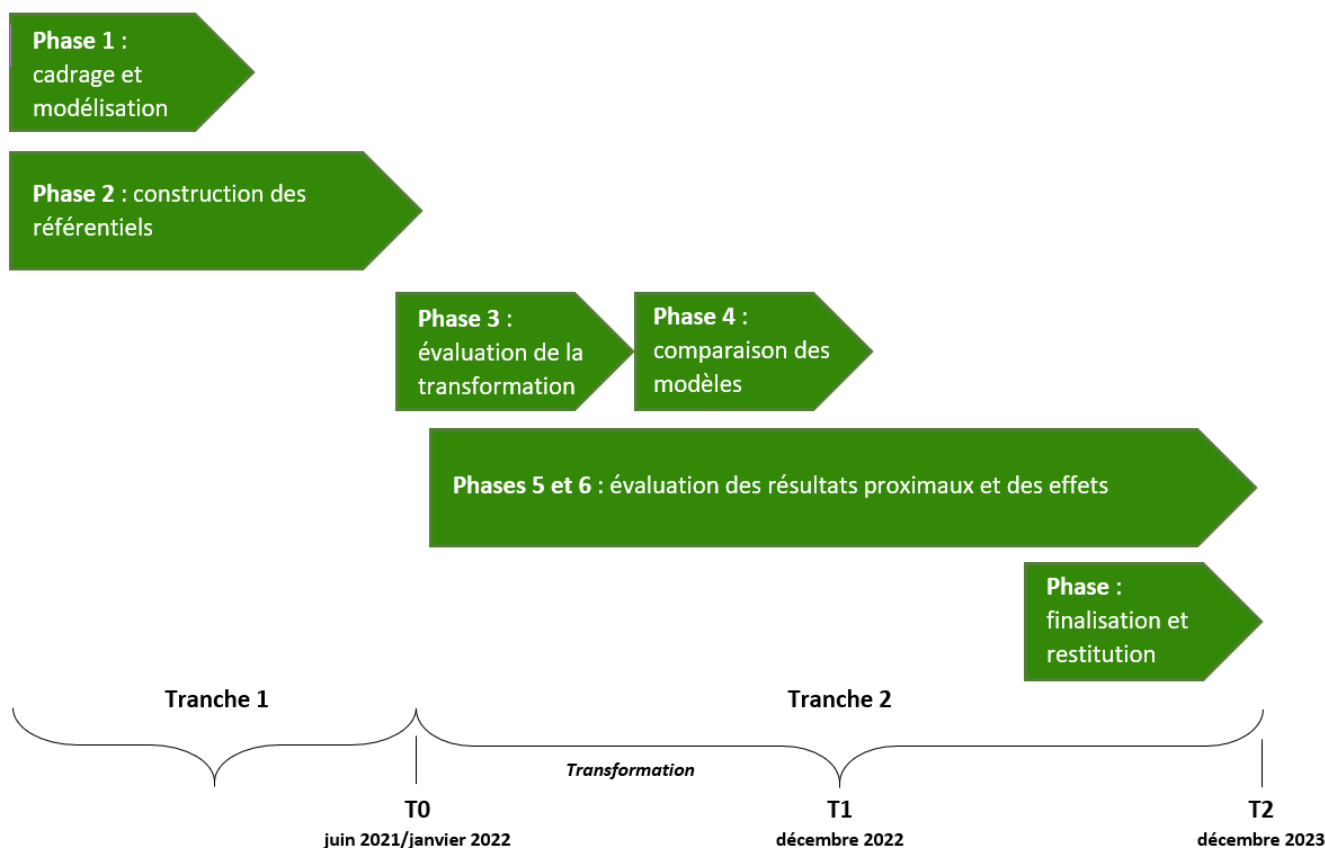 Phase 1 :
cadrage et
modélisation
Phase 2 : construction des
référentiels
Phase 3 :
évaluation de la
transformation
Phase 4 :
comparaison des
modèles
Phases 5 et 6 : évaluation des résultats proximaux et des effets
Phase :
finalisation et
restitution
Tranche 1
Tranche 2
Transformation
T0
juin 2021/janvier 2022
T1
décembre 2022
T2
décembre 2023